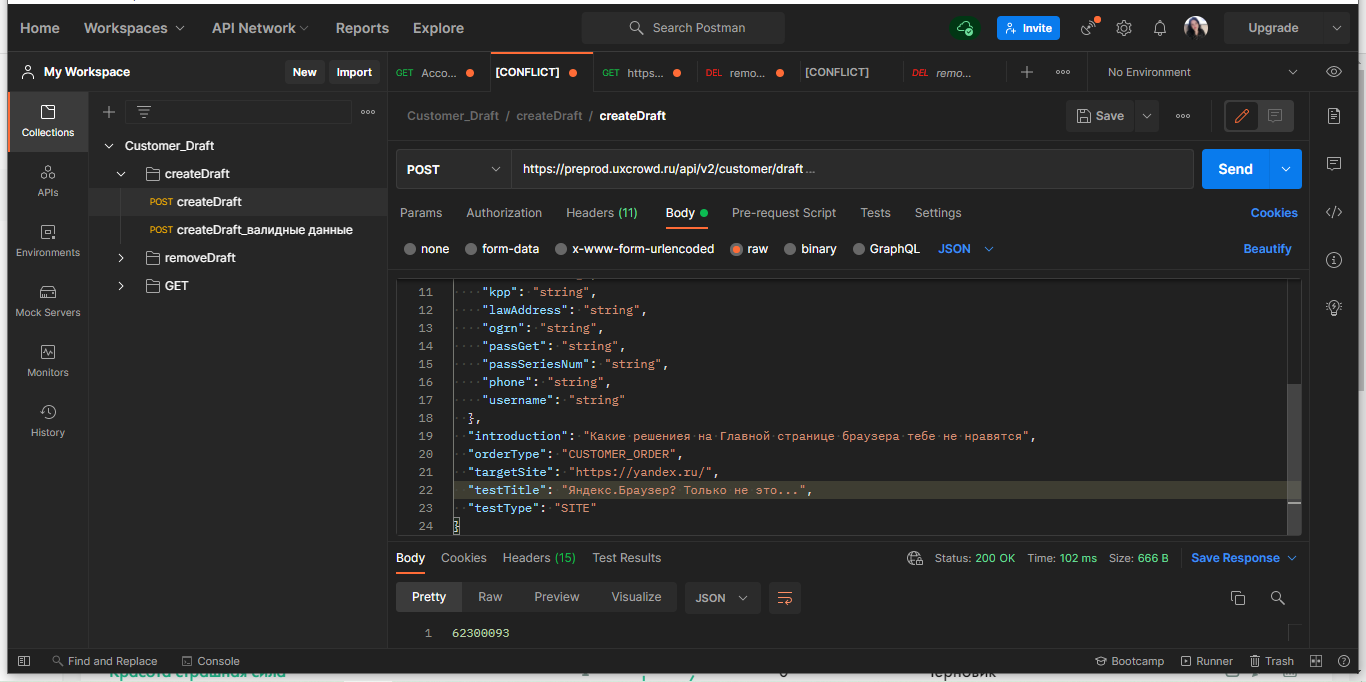 Home Workspaces API Network Reports Explore Search Postman Invite Upgrade
My Workspace New Import GET Acco... [CONFLICT] GET https... DEL remo... [CONFLICT] DEL remo... No Environment
Collections
APIs
Environments
Mock Servers
Monitors
History
Customer_Draft
createDraft
POST createDraft
POST createDraft_валидные данные
removeDraft
GET
Customer_Draft / createDraft / createDraft Save
POST https://preprod.uxcrowd.ru/api/v2/customer/draft ... Send
Params Authorization Headers (11) Body Pre-request Script Tests Settings Cookies
none form-data x-www-form-urlencoded raw binary GraphQL JSON Beautify
11 "kpp": "string",
12 "lawAddress": "string",
13 "ogrn": "string",
14 "passGet": "string",
15 "passSeriesNum": "string",
16 "phone": "string",
17 "username": "string"
18 },
19 "introduction": "Какие решениея на Главной странице браузера тебе не нравятся",
20 "orderType": "CUSTOMER_ORDER",
21 "targetSite": "https://yandex.ru/",
22 "testTitle": "Яндекс.Браузер? Только не это...",
23 "testType": "SITE"
24 }
Body Cookies Headers (15) Test Results Status: 200 OK Time: 102 ms Size: 666 B Save Response
Pretty Raw Preview Visualize JSON
1 62300093
Find and Replace Console Bootcamp Runner Trash
Красота страшная сила Черновик